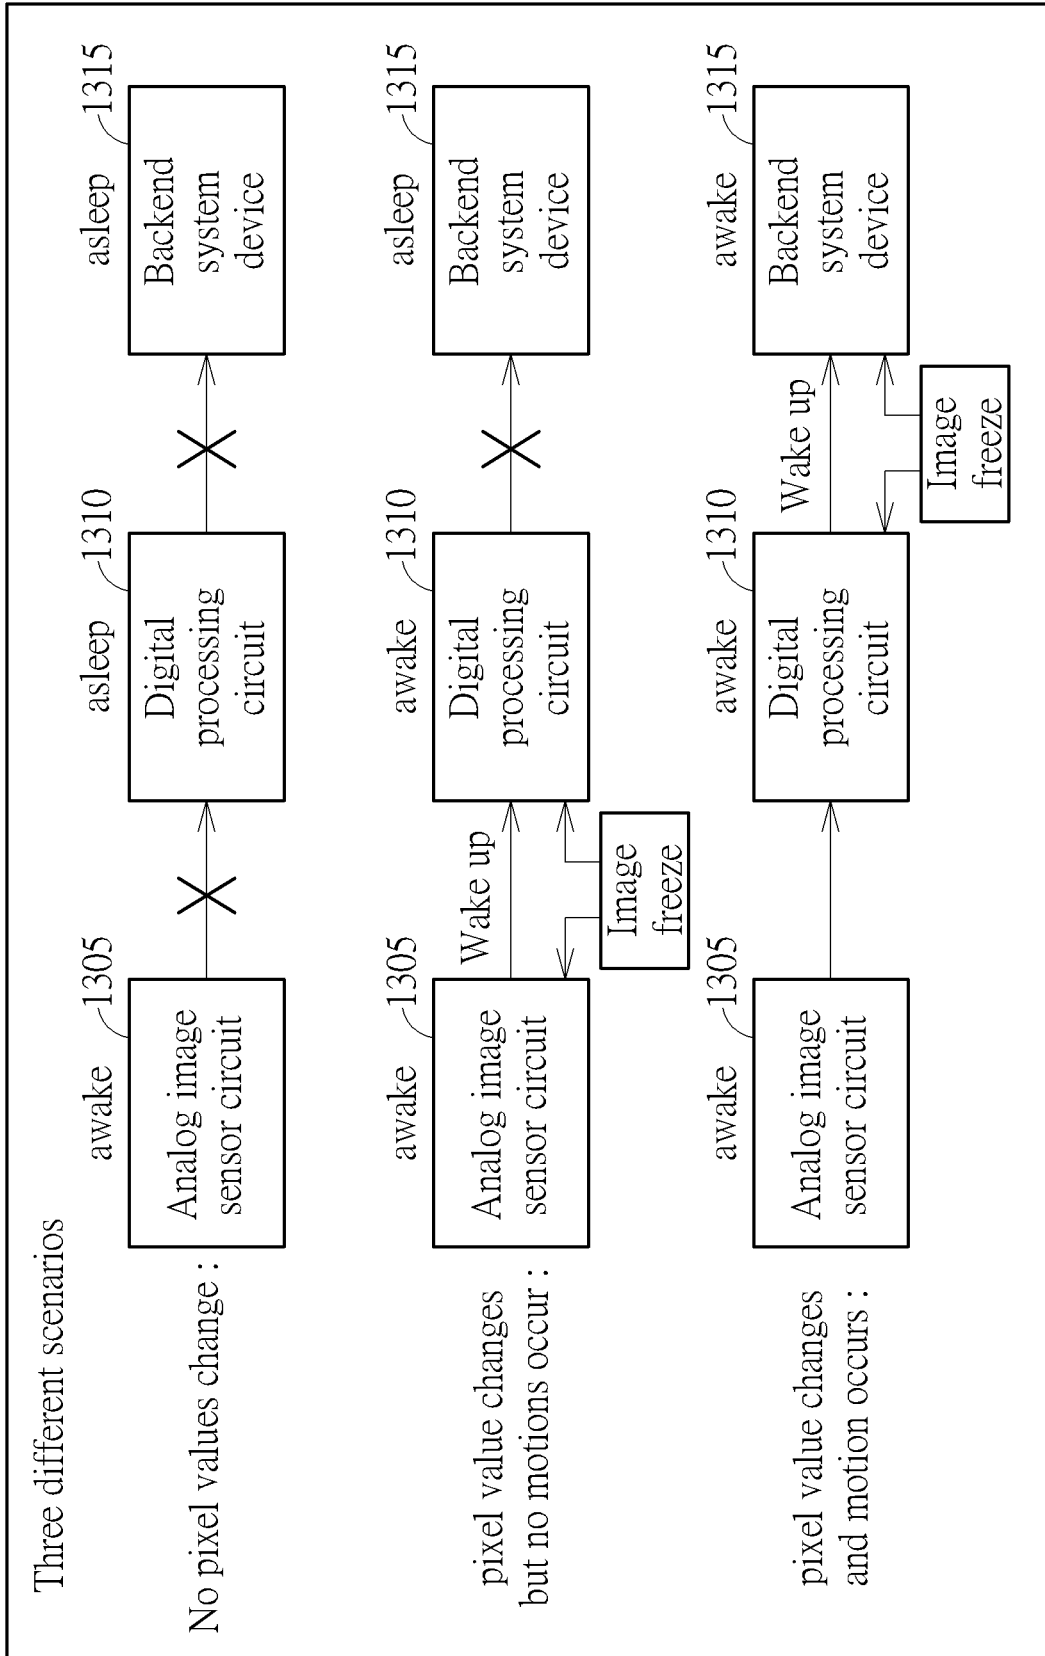 Three different scenarios
No pixel values change :
awake
1305
Analog image
sensor circuit
asleep
1310
Digital
processing
circuit
asleep
1315
Backend
system
device
pixel value changes
but no motions occur :
awake
1305
Analog image
sensor circuit
Wake up
Image
freeze
awake
1310
Digital
processing
circuit
asleep
1315
Backend
system
device
pixel value changes
and motion occurs :
awake
1305
Analog image
sensor circuit
awake
1310
Digital
processing
circuit
Wake up
Image
freeze
awake
1315
Backend
system
device